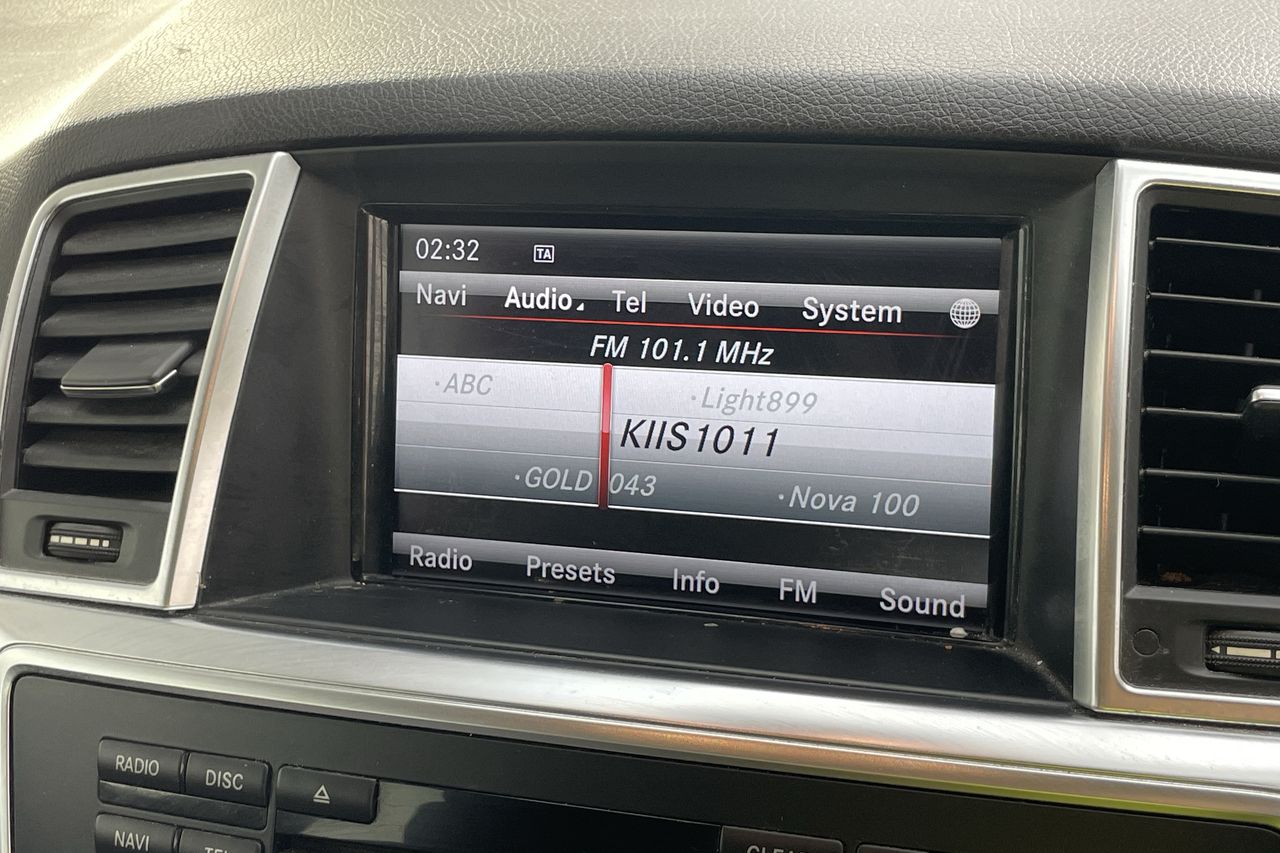 02:32 TA
Navi Audio Tel Video System
FM 101.1 MHz
·ABC ·Light899
KIIS1011
·GOLD 043 ·Nova 100
Radio Presets Info FM Sound
RADIO DISC
NAVI